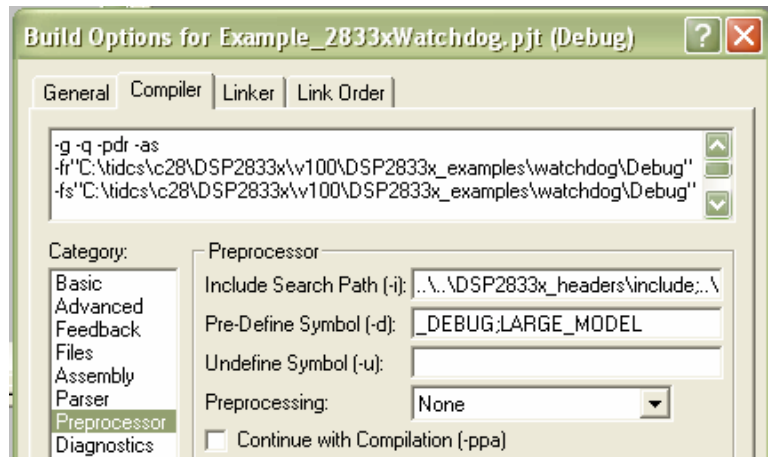 Build Options for Example_2833xWatchdog.pjt (Debug)
General Compiler Linker Link Order
-g -q -pdr -as
-fr"C:\tidcs\c28\DSP2833x\v100\DSP2833x_examples\watchdog\Debug"
-fs"C:\tidcs\c28\DSP2833x\v100\DSP2833x_examples\watchdog\Debug"
Category:
Basic
Advanced
Feedback
Files
Assembly
Parser
Preprocessor
Diagnostics
Preprocessor
Include Search Path (-i): ..\..\DSP2833x_headers\include;..\
Pre-Define Symbol (-d): _DEBUG;LARGE_MODEL
Undefine Symbol (-u):
Preprocessing: None
Continue with Compilation (-ppa)